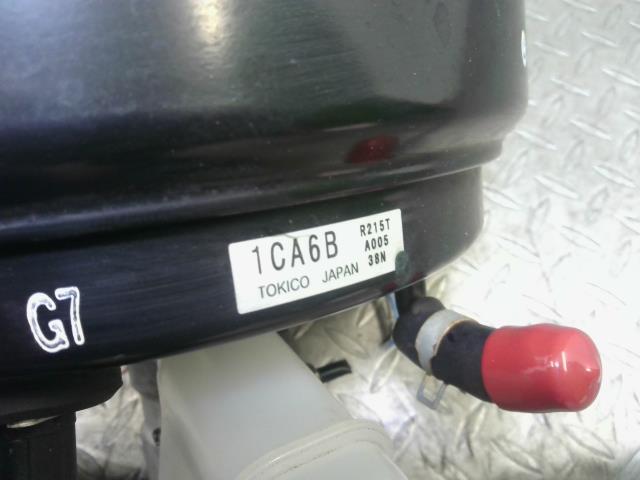 1CA6B
R215T
A005
38N
TOKICO JAPAN
G7